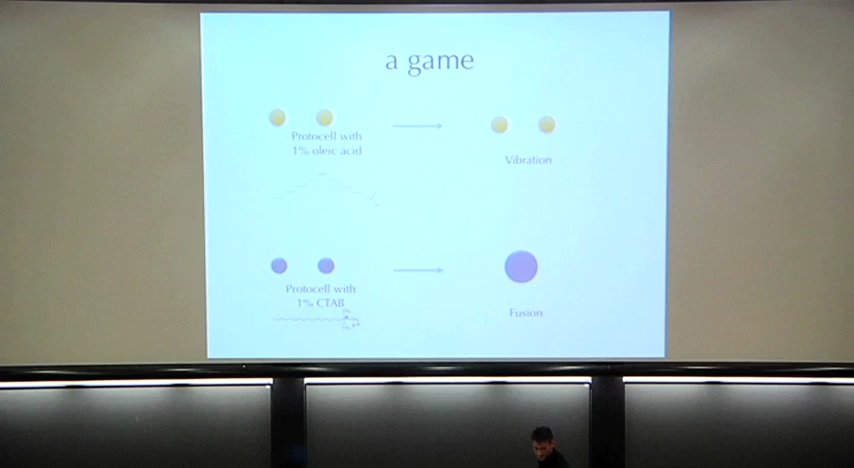 a game
Protocell with
1% oleic acid
Vibration
Protocell with
1% CTAB
Fusion